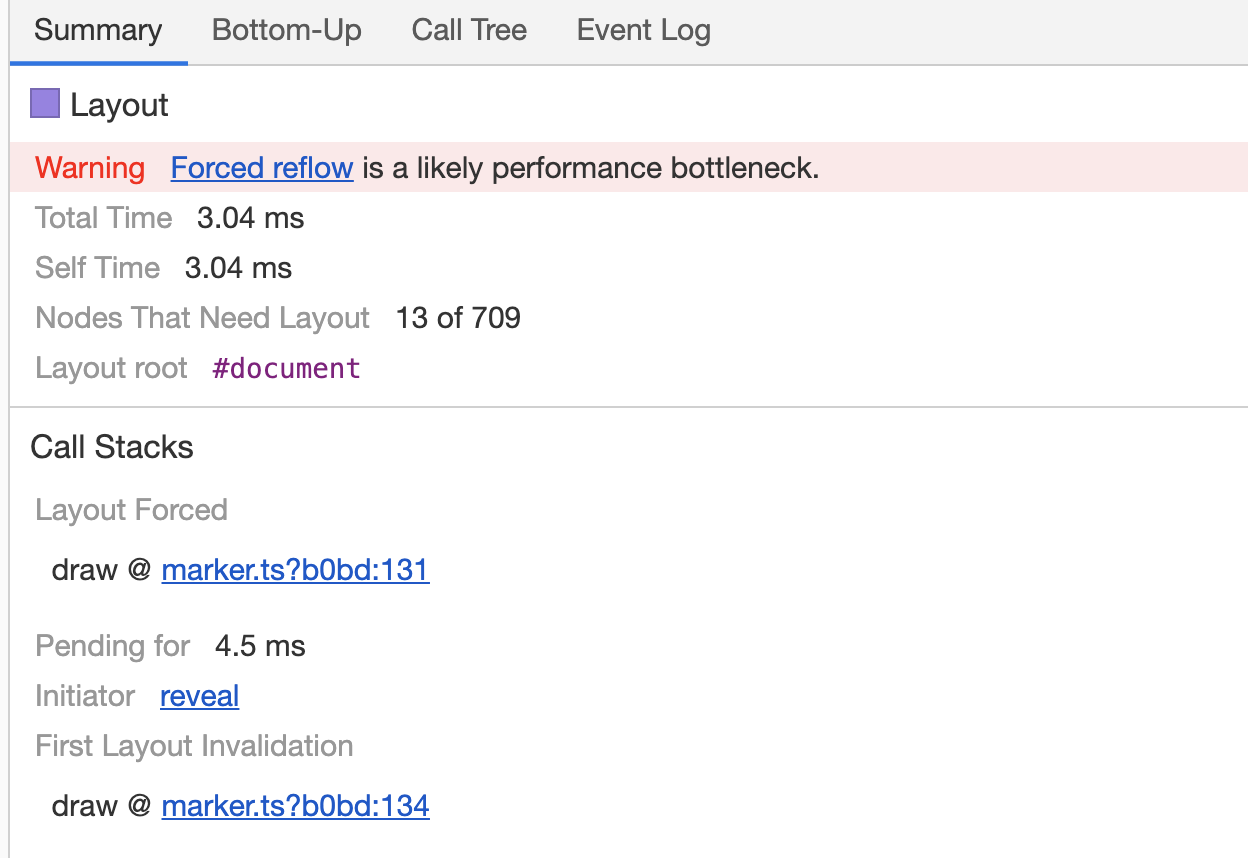 Summary Bottom-Up Call Tree Event Log
Layout
Warning Forced reflow is a likely performance bottleneck.
Total Time 3.04 ms
Self Time 3.04 ms
Nodes That Need Layout 13 of 709
Layout root #document
Call Stacks
Layout Forced
draw @ marker.ts?b0bd:131
Pending for 4.5 ms
Initiator reveal
First Layout Invalidation
draw @ marker.ts?b0bd:134